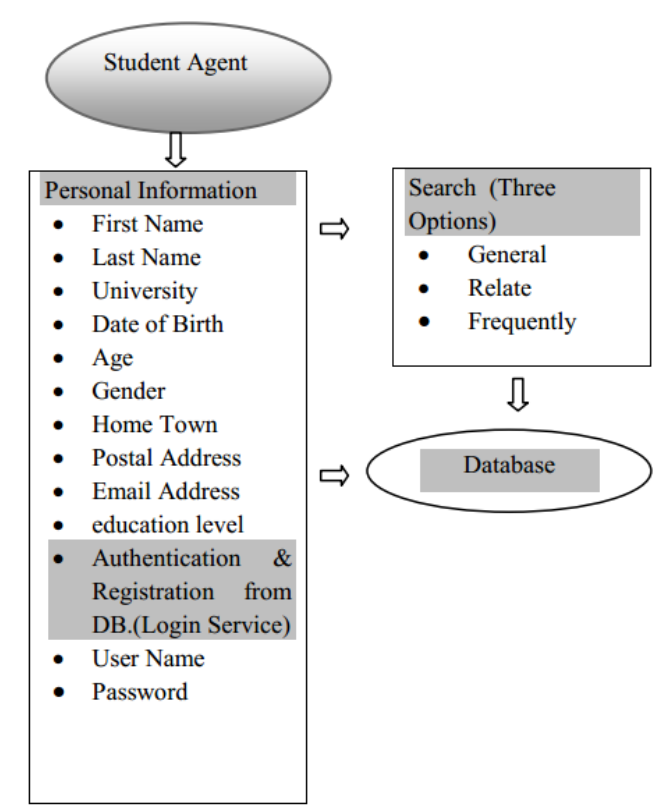 Student Agent
Personal Information
• First Name
• Last Name
• University
• Date of Birth
• Age
• Gender
• Home Town
• Postal Address
• Email Address
• education level
• Authentication &
Registration from
DB.(Login Service)
• User Name
• Password
Search (Three
Options)
• General
• Relate
• Frequently
Database